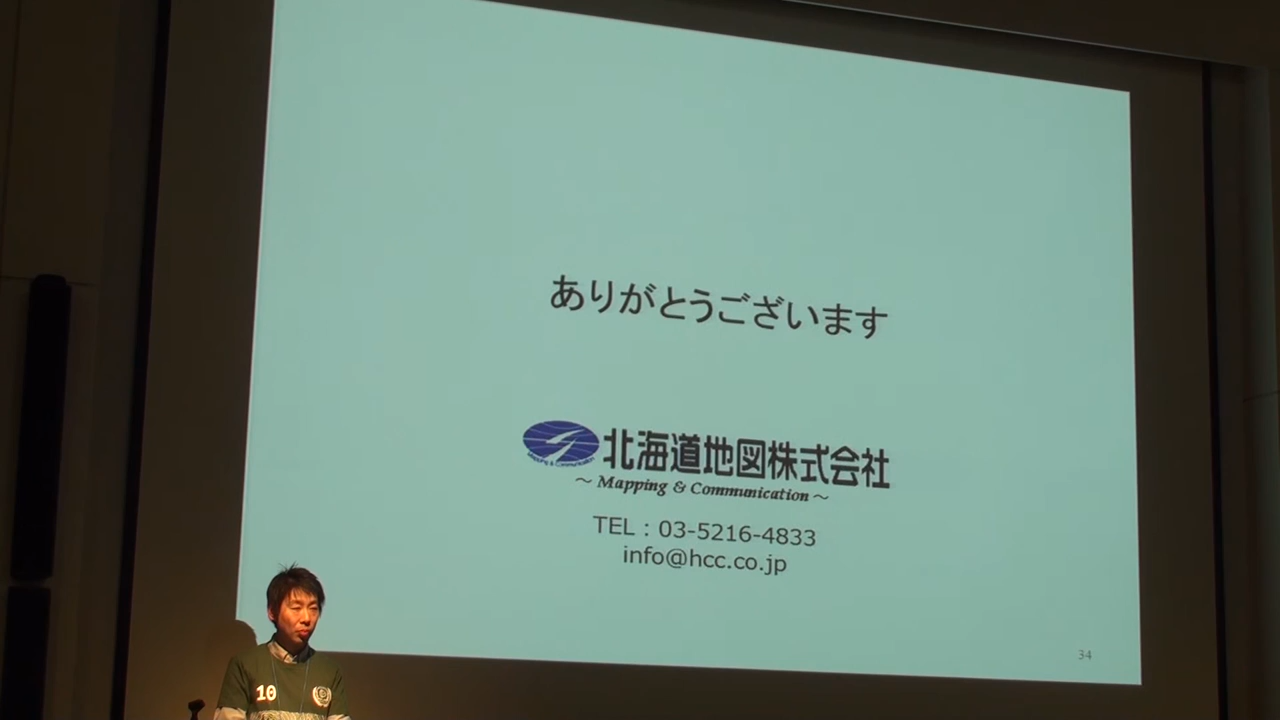 ありがとうございます
北海道地図株式会社
～ Mapping & Communication ～
TEL：03-5216-4833
info@hcc.co.jp
34
10